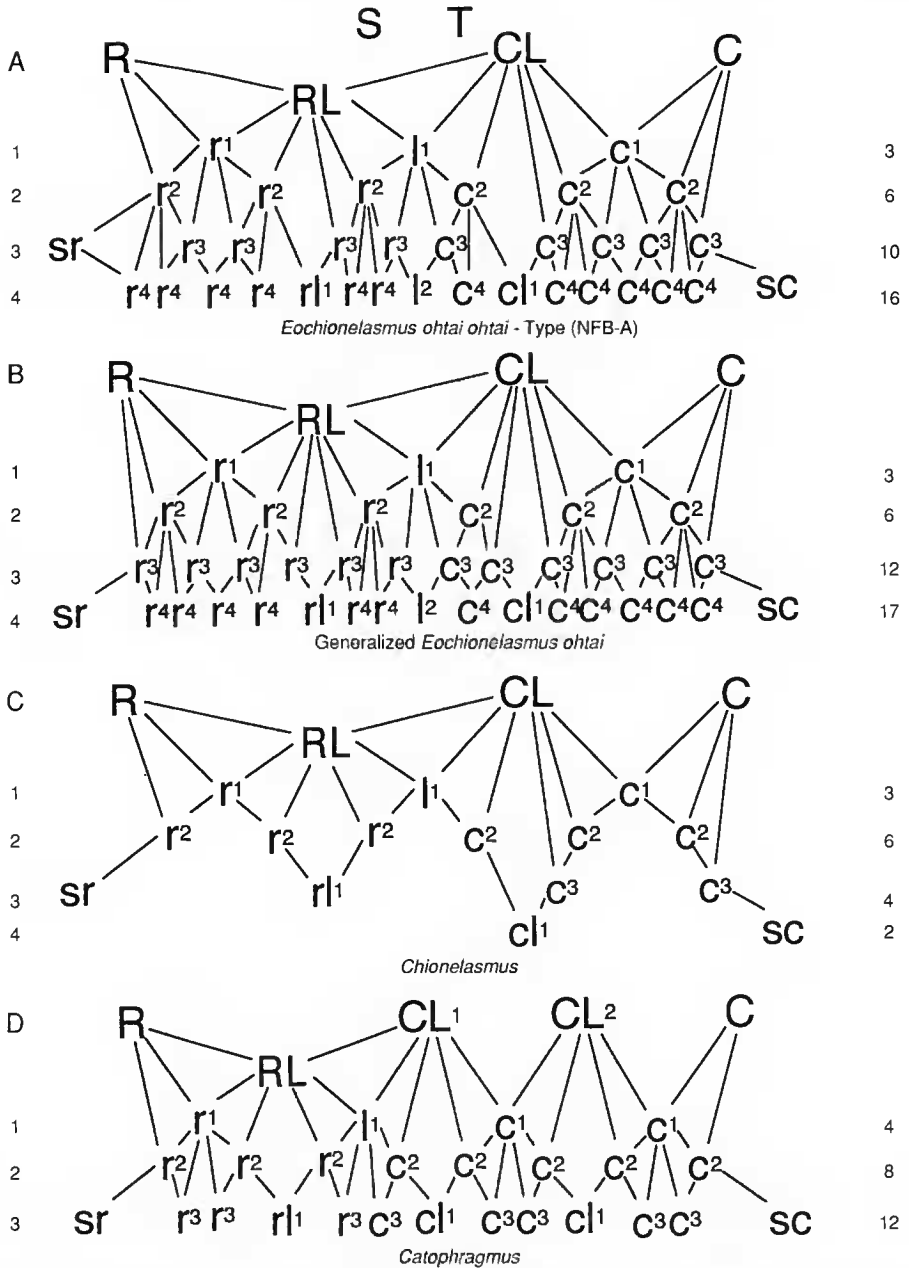 S T
A R RL CL C
1 r1 l1 c1 3
2 r2 r2 r2 c2 c2 c2 6
3 sr r3 r3 r3 r3 c3 c3 c3 c3 c3 10
4 r4 r4 r4 r4 rl1 r4 r4 l2 c4 cl1 c4 c4 c4 c4 c4 sc 16
Eochionelasmus ohtai ohtai - Type (NFB-A)
B R RL CL C
1 r1 l1 c1 3
2 r2 r2 r2 c2 c2 c2 6
3 r3 r3 r3 r3 r3 r3 c3 c3 c3 c3 c3 c3 12
4 sr r4 r4 r4 r4 rl1 r4 r4 l2 c4 cl1 c4 c4 c4 c4 c4 sc 17
Generalized Eochionelasmus ohtai
C R RL CL C
1 r1 l1 c1 3
2 r2 r2 r2 c2 c2 c2 6
3 sr rl1 c3 c3 4
4 cl1 sc 2
Chionelasmus
D R RL CL1 CL2 C
1 r1 l1 c1 c1 4
2 r2 r2 r2 c2 c2 c2 c2 c2 8
3 sr r3 r3 rl1 r3 c3 cl1 c3 c3 cl1 c3 c3 sc 12
Catophragmus